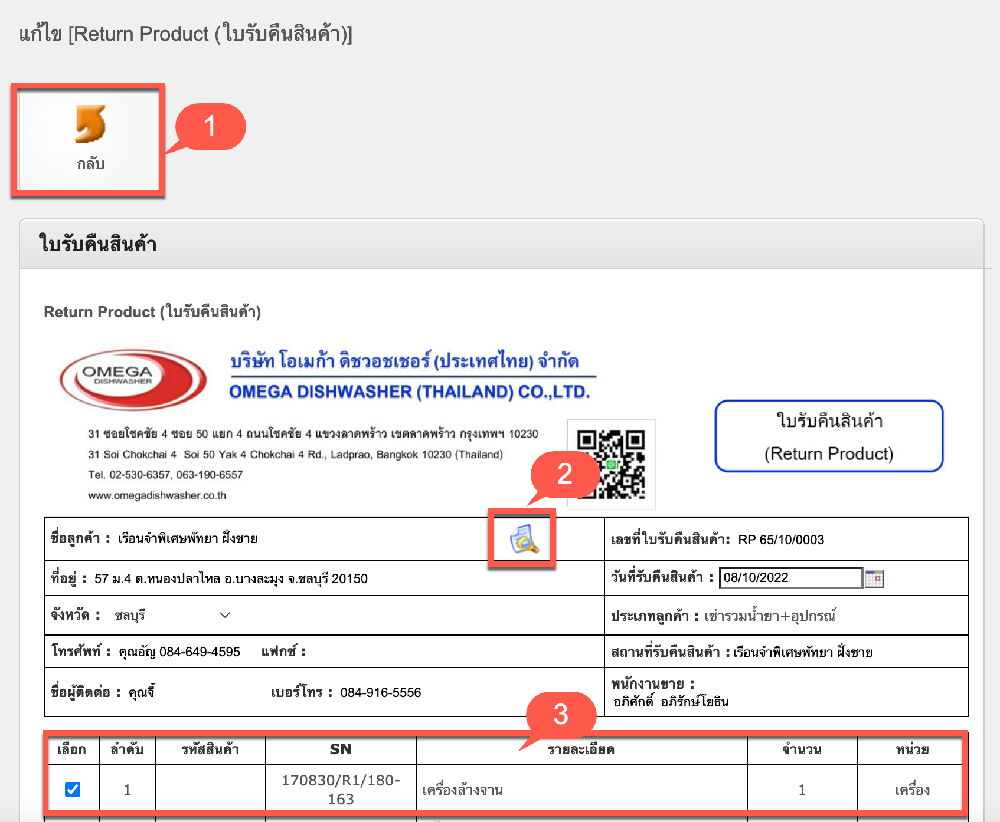 แก้ไข [Return Product (ใบรับคืนสินค้า)]
1
กลับ
ใบรับคืนสินค้า
Return Product (ใบรับคืนสินค้า)
OMEGA
DISHWASHER
บริษัท โอเมก้า ดิชวอชเชอร์ (ประเทศไทย) จำกัด
OMEGA DISHWASHER (THAILAND) CO.,LTD.
31 ซอยโชคชัย 4 ซอย 50 แยก 4 ถนนโชคชัย 4 แขวงลาดพร้าว เขตลาดพร้าว กรุงเทพฯ 10230
31 Soi Chokchai 4 Soi 50 Yak 4 Chokchai 4 Rd., Ladprao, Bangkok 10230 (Thailand)
Tel. 02-530-6357, 063-190-6557
www.omegadishwasher.co.th
ใบรับคืนสินค้า
(Return Product)
2
ชื่อลูกค้า : เรือนจำพิเศษพัทยา ฝั่งชาย
เลขที่ใบรับคืนสินค้า: RP 65/10/0003
ที่อยู่ : 57 ม.4 ต.หนองปลาไหล อ.บางละมุง จ.ชลบุรี 20150
วันที่รับคืนสินค้า : 08/10/2022
จังหวัด : ชลบุรี
ประเภทลูกค้า : เช่ารวมน้ำยา+อุปกรณ์
โทรศัพท์ : คุณอัญ 084-649-4595 แฟกซ์ :
สถานที่รับคืนสินค้า : เรือนจำพิเศษพัทยา ฝั่งชาย
ชื่อผู้ติดต่อ : คุณจี๋ เบอร์โทร : 084-916-5556
พนักงานขาย :
อภิศักดิ์ อภิรักษ์โยธิน
3
เลือก ลำดับ รหัสสินค้า SN รายละเอียด จำนวน หน่วย
1 170830/R1/180-
163 เครื่องล้างจาน 1 เครื่อง